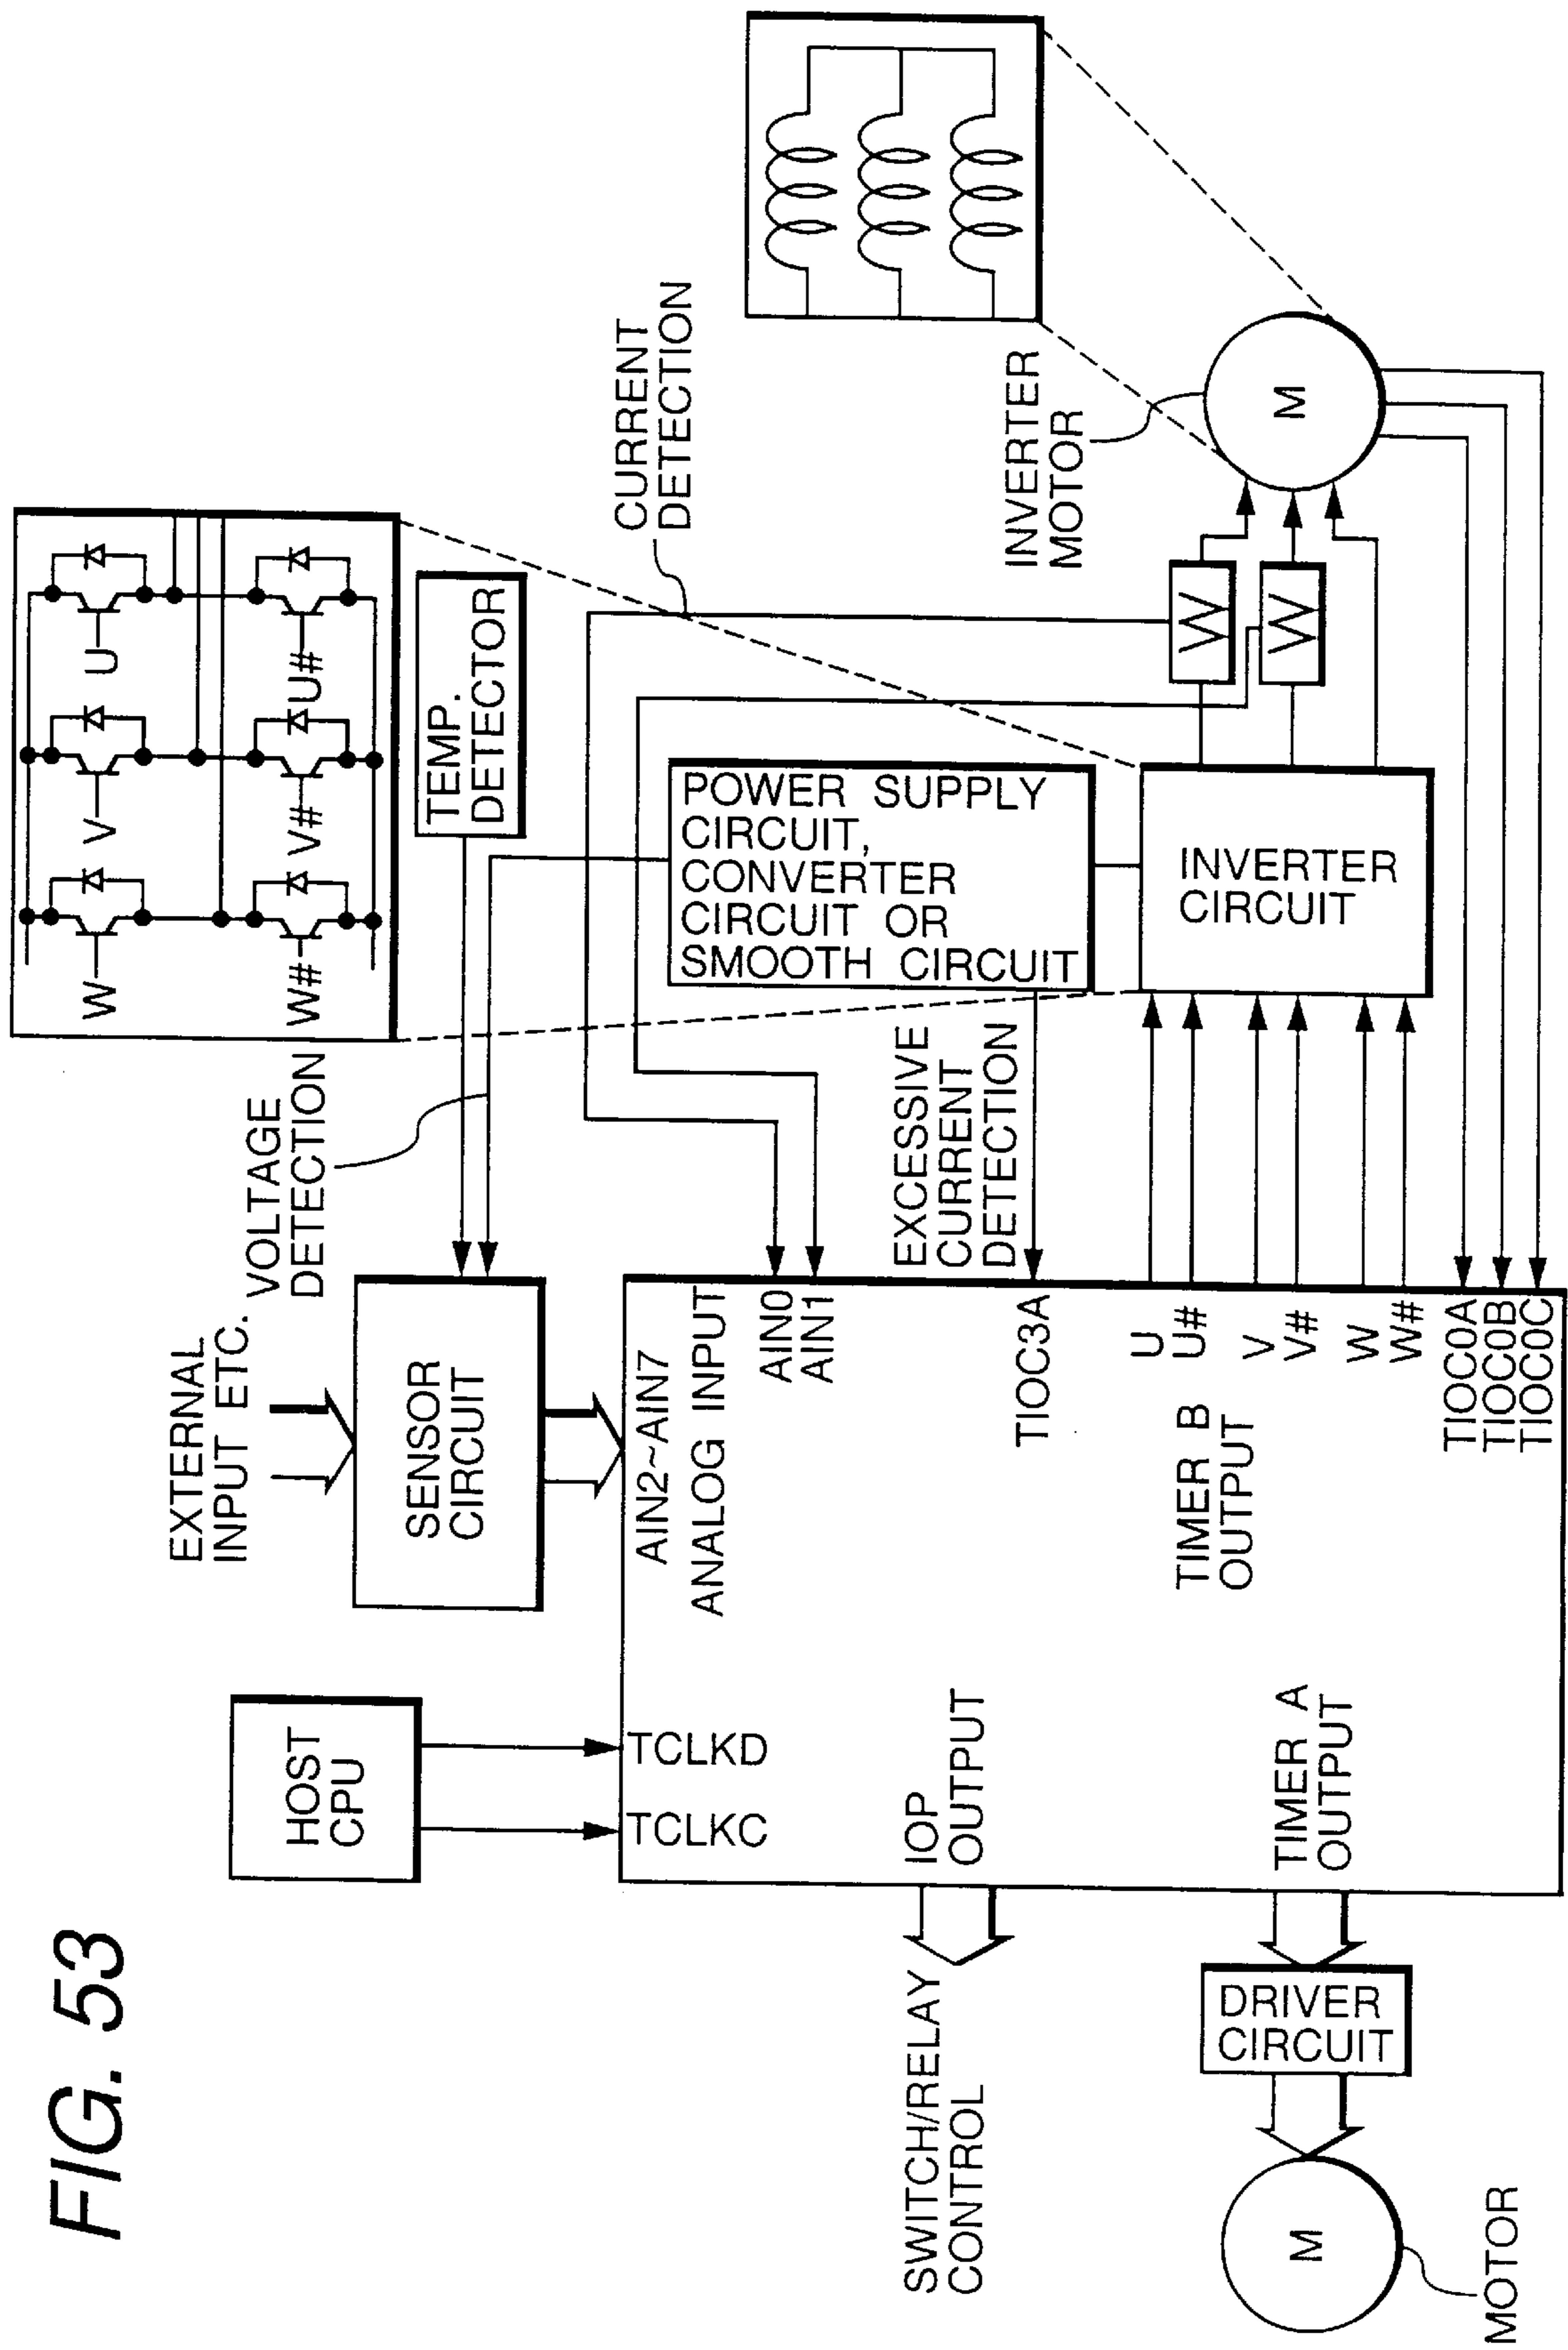 FIG. 53
HOST
CPU
TCLKD
TCLKC
EXTERNAL
INPUT ETC.
SENSOR
CIRCUIT
VOLTAGE
DETECTION
AIN2~AIN7
ANALOG INPUT
AIN0
AIN1
TIOC3A
U
U#
V
V#
W
W#
TIOC0A
TIOC0B
TIOC0C
TIMER B
OUTPUT
IOP
OUTPUT
TIMER A
OUTPUT
SWITCH/RELAY
CONTROL
DRIVER
CIRCUIT
M
MOTOR
W
V
U
W#
V#
U#
TEMP.
DETECTOR
CURRENT
DETECTION
POWER SUPPLY
CIRCUIT,
CONVERTER
CIRCUIT OR
SMOOTH CIRCUIT
EXCESSIVE
CURRENT
DETECTION
INVERTER
CIRCUIT
INVERTER
MOTOR
M